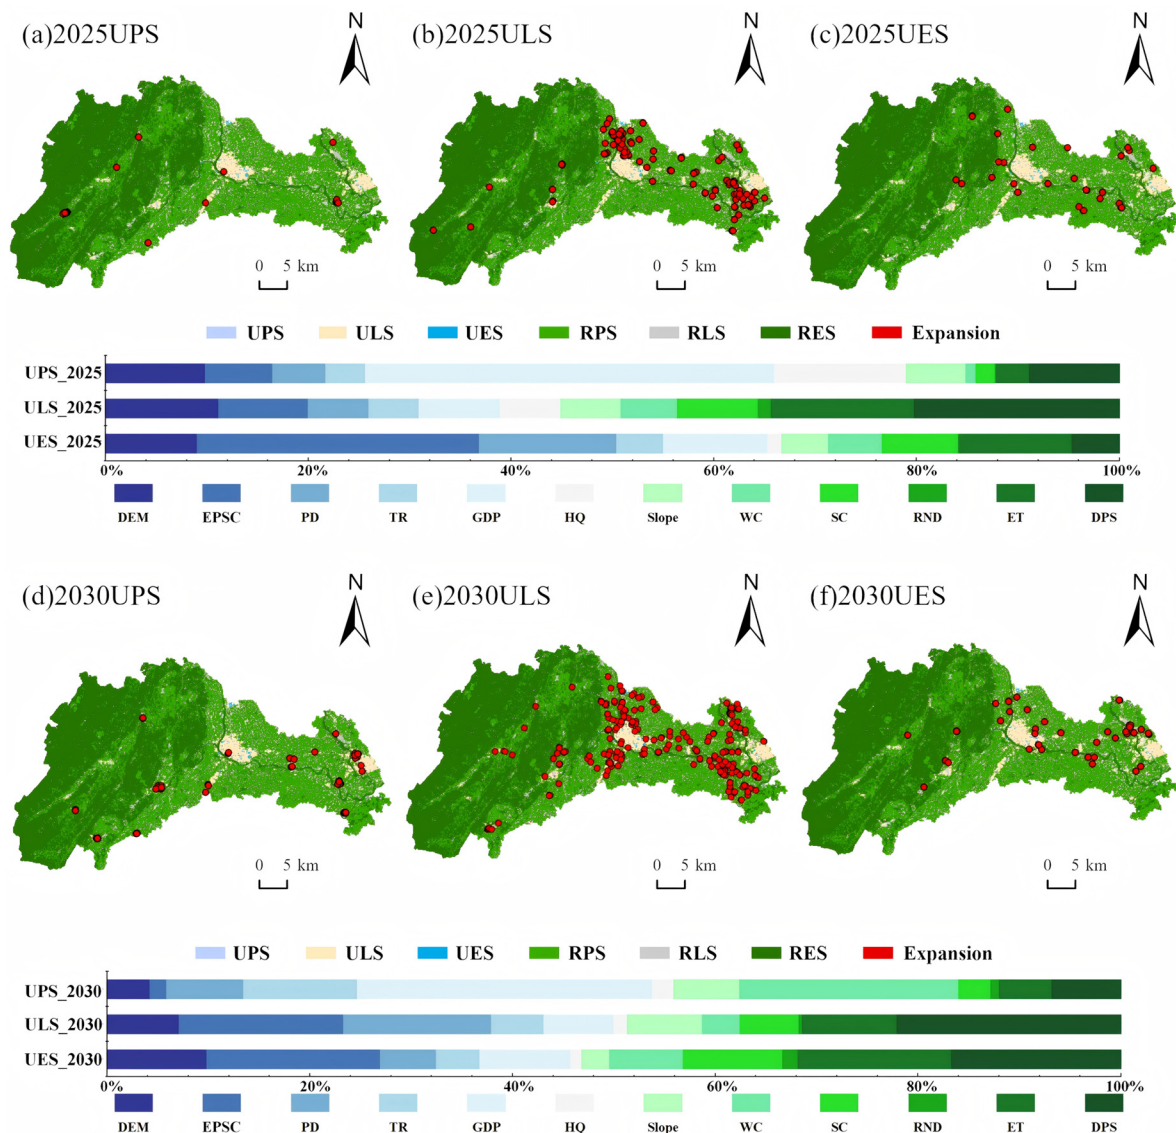 (a)2025UPS
N
(b)2025ULS
N
(c)2025UES
N
0 5 km
0 5 km
0 5 km
UPS ULS UES RPS RLS RES Expansion
UPS_2025
ULS_2025
UES_2025
0% 20% 40% 60% 80% 100%
DEM EPSC PD TR GDP HQ Slope WC SC RND ET DPS
(d)2030UPS
N
(e)2030ULS
N
(f)2030UES
N
0 5 km
0 5 km
0 5 km
UPS ULS UES RPS RLS RES Expansion
UPS_2030
ULS_2030
UES_2030
0% 20% 40% 60% 80% 100%
DEM EPSC PD TR GDP HQ Slope WC SC RND ET DPS